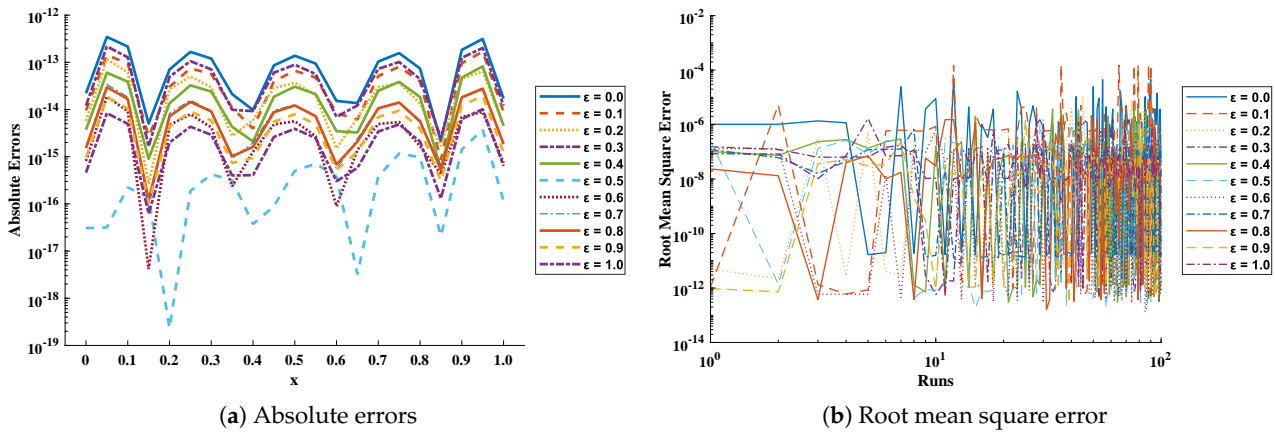 10^-12
10^-13
10^-14
10^-15
10^-16
10^-17
10^-18
10^-19
Absolute Errors
0 0.1 0.2 0.3 0.4 0.5 0.6 0.7 0.8 0.9 1.0
x
ε = 0.0
ε = 0.1
ε = 0.2
ε = 0.3
ε = 0.4
ε = 0.5
ε = 0.6
ε = 0.7
ε = 0.8
ε = 0.9
ε = 1.0
(a) Absolute errors
10^-2
10^-4
10^-6
10^-8
10^-10
10^-12
10^-14
Root Mean Square Error
10^0 10^1 10^2
Runs
ε = 0.0
ε = 0.1
ε = 0.2
ε = 0.3
ε = 0.4
ε = 0.5
ε = 0.6
ε = 0.7
ε = 0.8
ε = 0.9
ε = 1.0
(b) Root mean square error